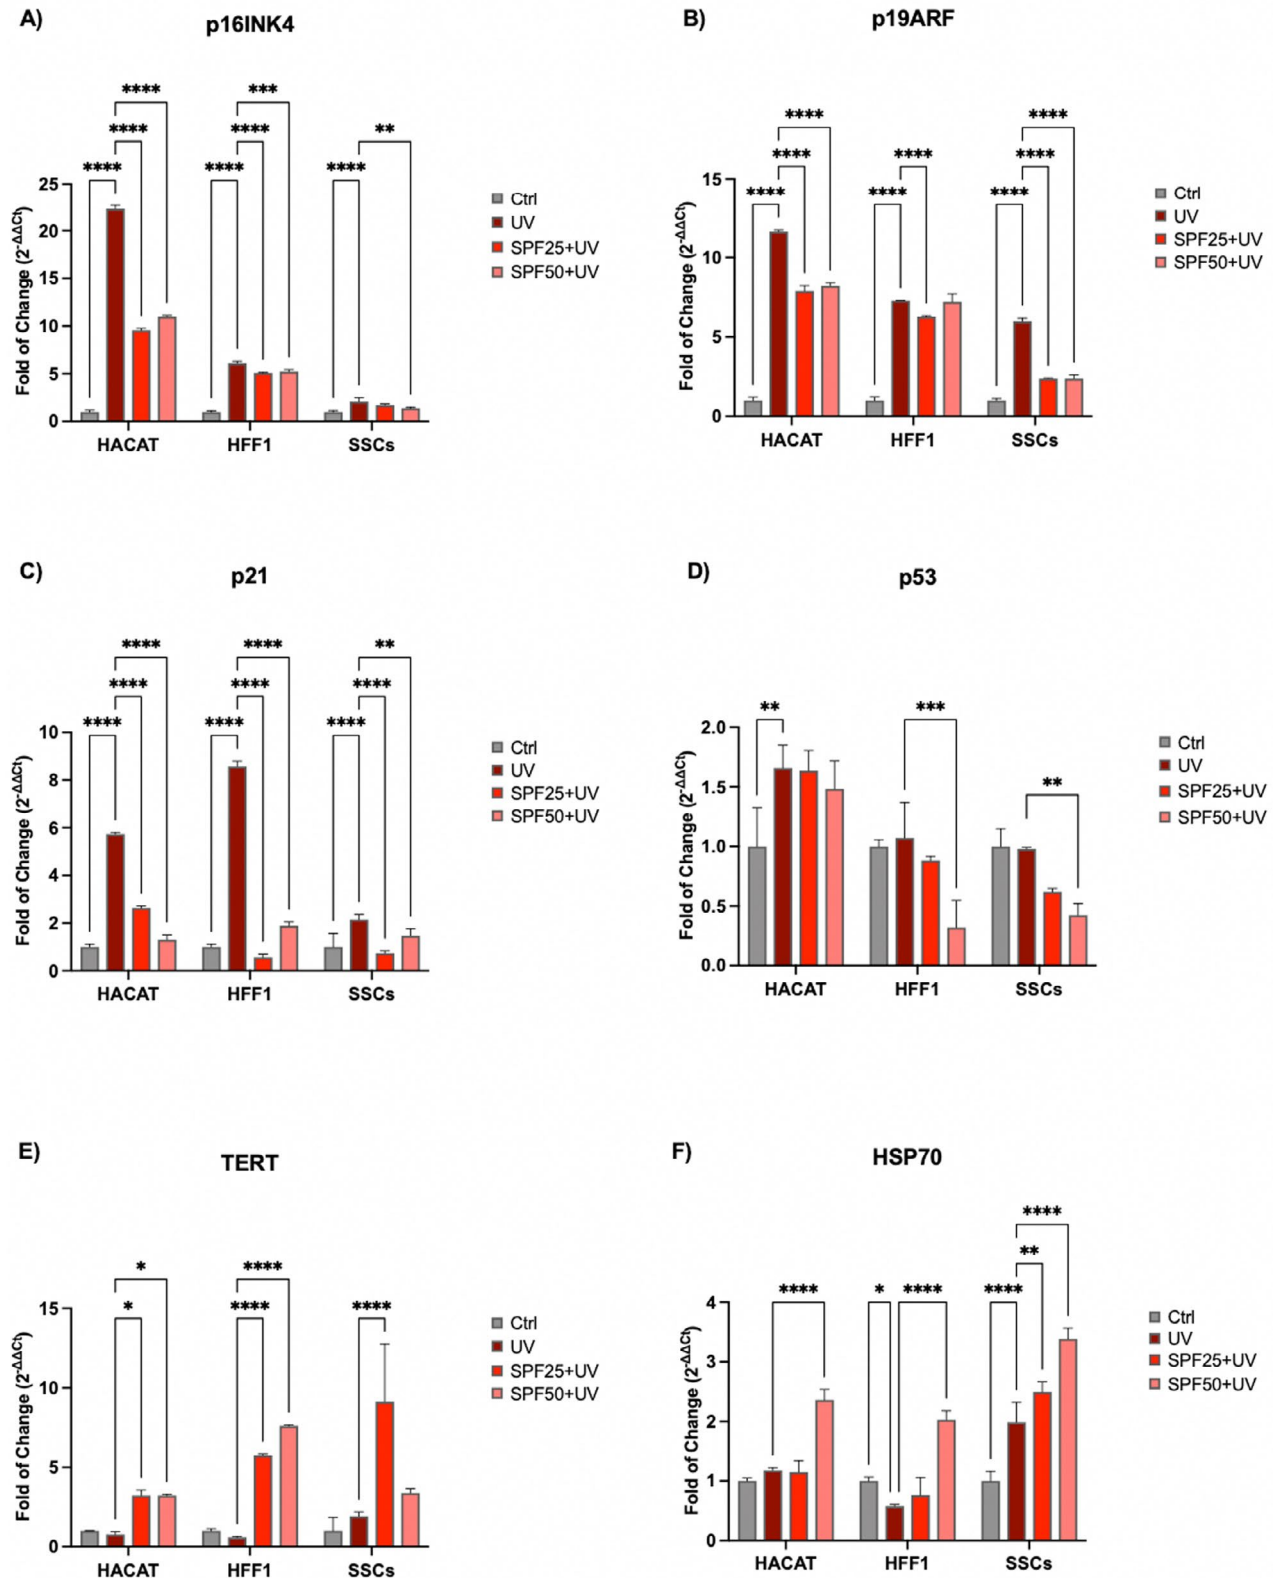 A)
p16INK4
****
***
****
****
**
****
****
****
25
20
15
10
5
0
Fold of Change (2^-ΔΔCt)
HACAT
HFF1
SSCs
Ctrl
UV
SPF25+UV
SPF50+UV
B)
p19ARF
****
****
****
****
****
****
****
****
15
10
5
0
Fold of Change (2^-ΔΔCt)
HACAT
HFF1
SSCs
Ctrl
UV
SPF25+UV
SPF50+UV
C)
p21
****
****
**
****
****
****
****
****
****
10
8
6
4
2
0
Fold of Change (2^-ΔΔCt)
HACAT
HFF1
SSCs
Ctrl
UV
SPF25+UV
SPF50+UV
D)
p53
**
***
**
2.0
1.5
1.0
0.5
0.0
Fold of Change (2^-ΔΔCt)
HACAT
HFF1
SSCs
Ctrl
UV
SPF25+UV
SPF50+UV
E)
TERT
*
****
*
****
****
15
10
5
0
Fold of Change (2^-ΔΔCt)
HACAT
HFF1
SSCs
Ctrl
UV
SPF25+UV
SPF50+UV
F)
HSP70
****
**
****
*
****
****
4
3
2
1
0
Fold of Change (2^-ΔΔCt)
HACAT
HFF1
SSCs
Ctrl
UV
SPF25+UV
SPF50+UV